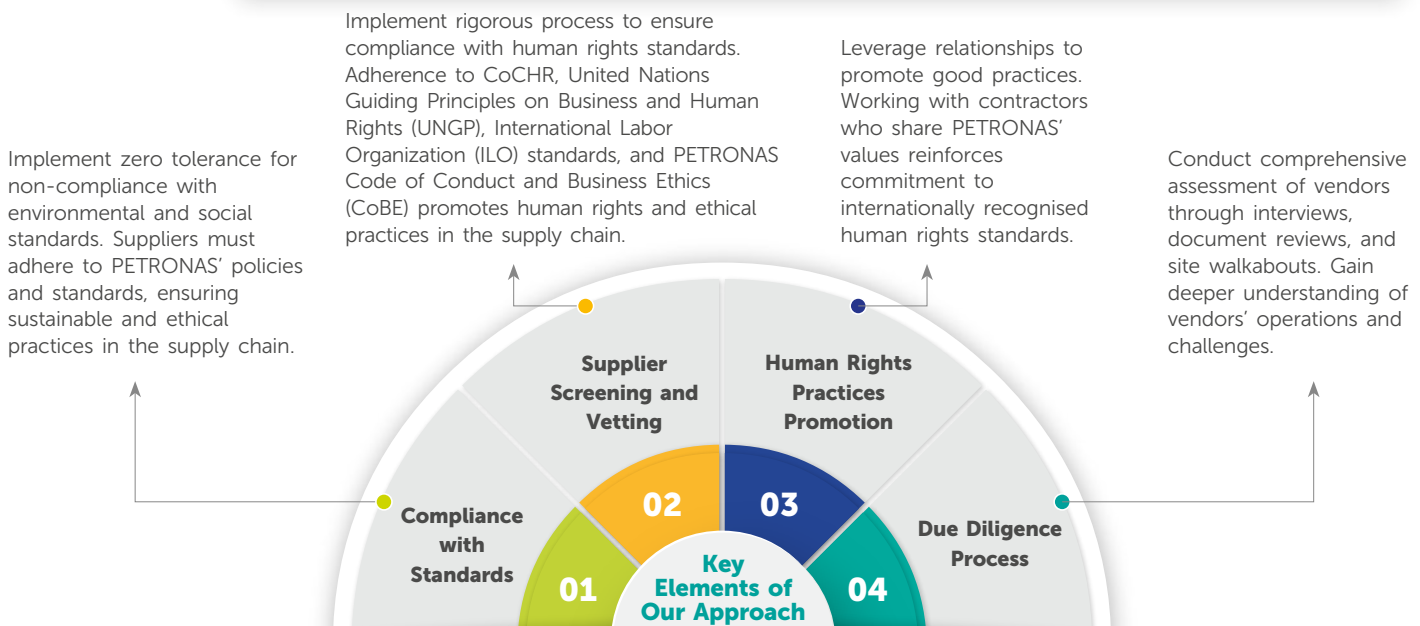 Implement zero tolerance for
non-compliance with
environmental and social
standards. Suppliers must
adhere to PETRONAS’ policies
and standards, ensuring
sustainable and ethical
practices in the supply chain.
Implement rigorous process to ensure
compliance with human rights standards.
Adherence to CoCHR, United Nations
Guiding Principles on Business and Human
Rights (UNGP), International Labor
Organization (ILO) standards, and PETRONAS
Code of Conduct and Business Ethics
(CoBE) promotes human rights and ethical
practices in the supply chain.
Leverage relationships to
promote good practices.
Working with contractors
who share PETRONAS’
values reinforces
commitment to
internationally recognised
human rights standards.
Conduct comprehensive
assessment of vendors
through interviews,
document reviews, and
site walkabouts. Gain
deeper understanding of
vendors’ operations and
challenges.
Compliance
with
Standards
01
Supplier
Screening and
Vetting
02
Human Rights
Practices
Promotion
03
Due Diligence
Process
04
Key
Elements of
Our Approach